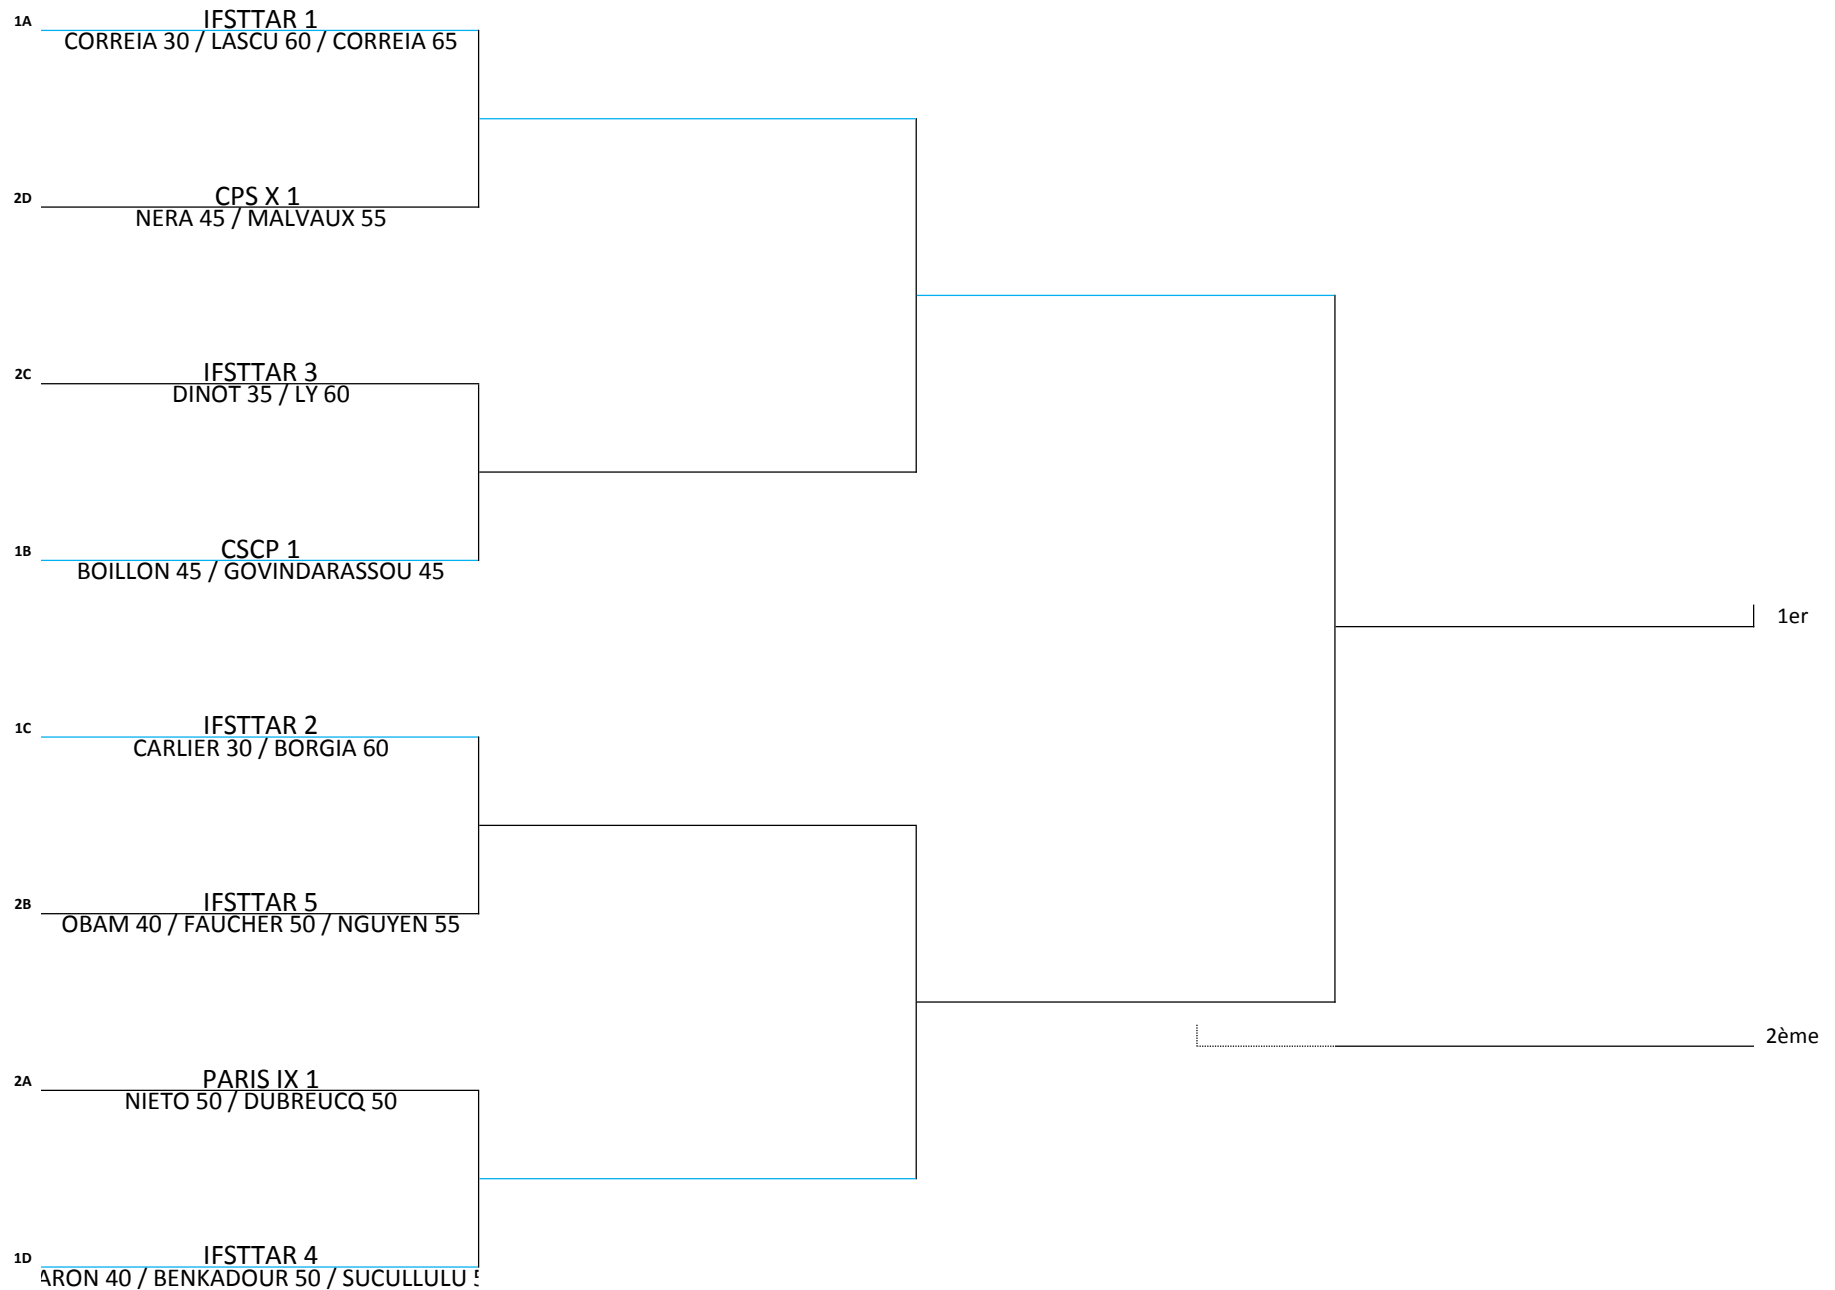 1A
IFSTTAR 1
CORREIA 30 / LASCU 60 / CORREIA 65
2D
CPS X 1
NERA 45 / MALVAUX 55
2C
IFSTTAR 3
DINOT 35 / LY 60
1B
CSCP 1
BOILLON 45 / GOVINDARASSOU 45
1er
1C
IFSTTAR 2
CARLIER 30 / BORGIA 60
2B
IFSTTAR 5
OBAM 40 / FAUCHER 50 / NGUYEN 55
2ème
2A
PARIS IX 1
NIETO 50 / DUBREUCQ 50
1D
IFSTTAR 4
ARON 40 / BENKADOUR 50 / SUCULLULU